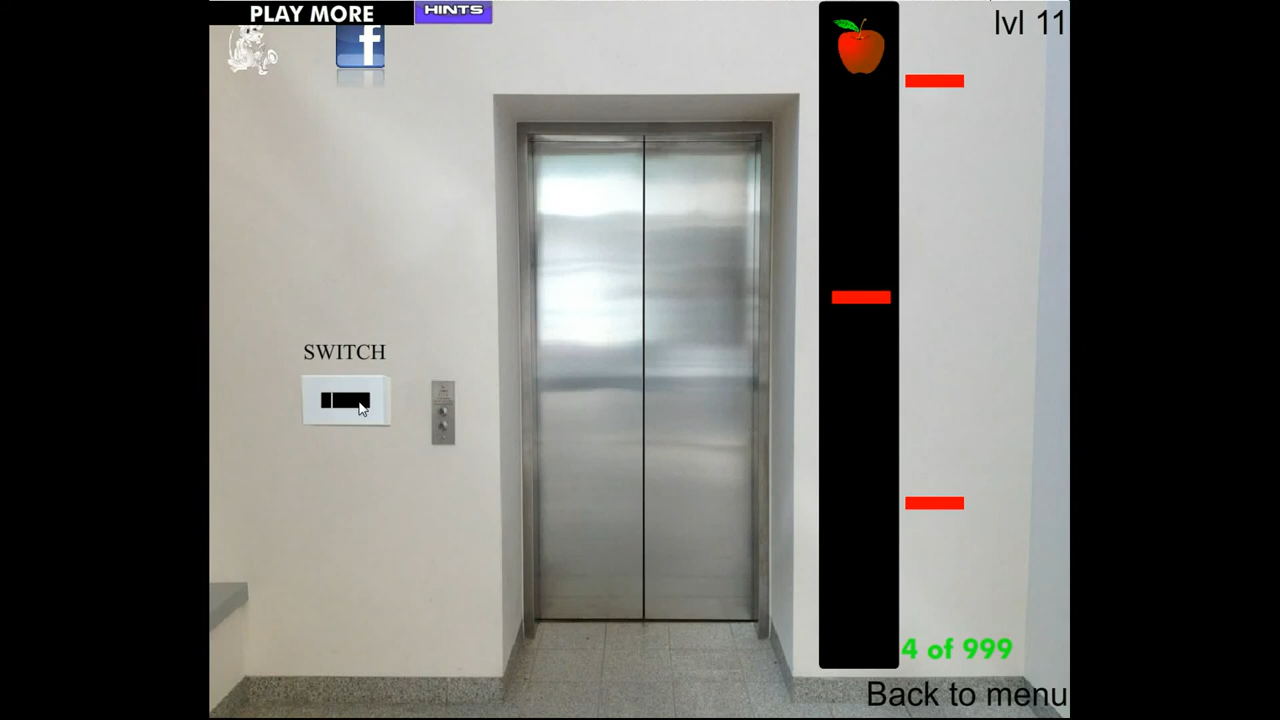 PLAY MORE
HINTS
f
lvl 11
SWITCH
4 of 999
Back to menu